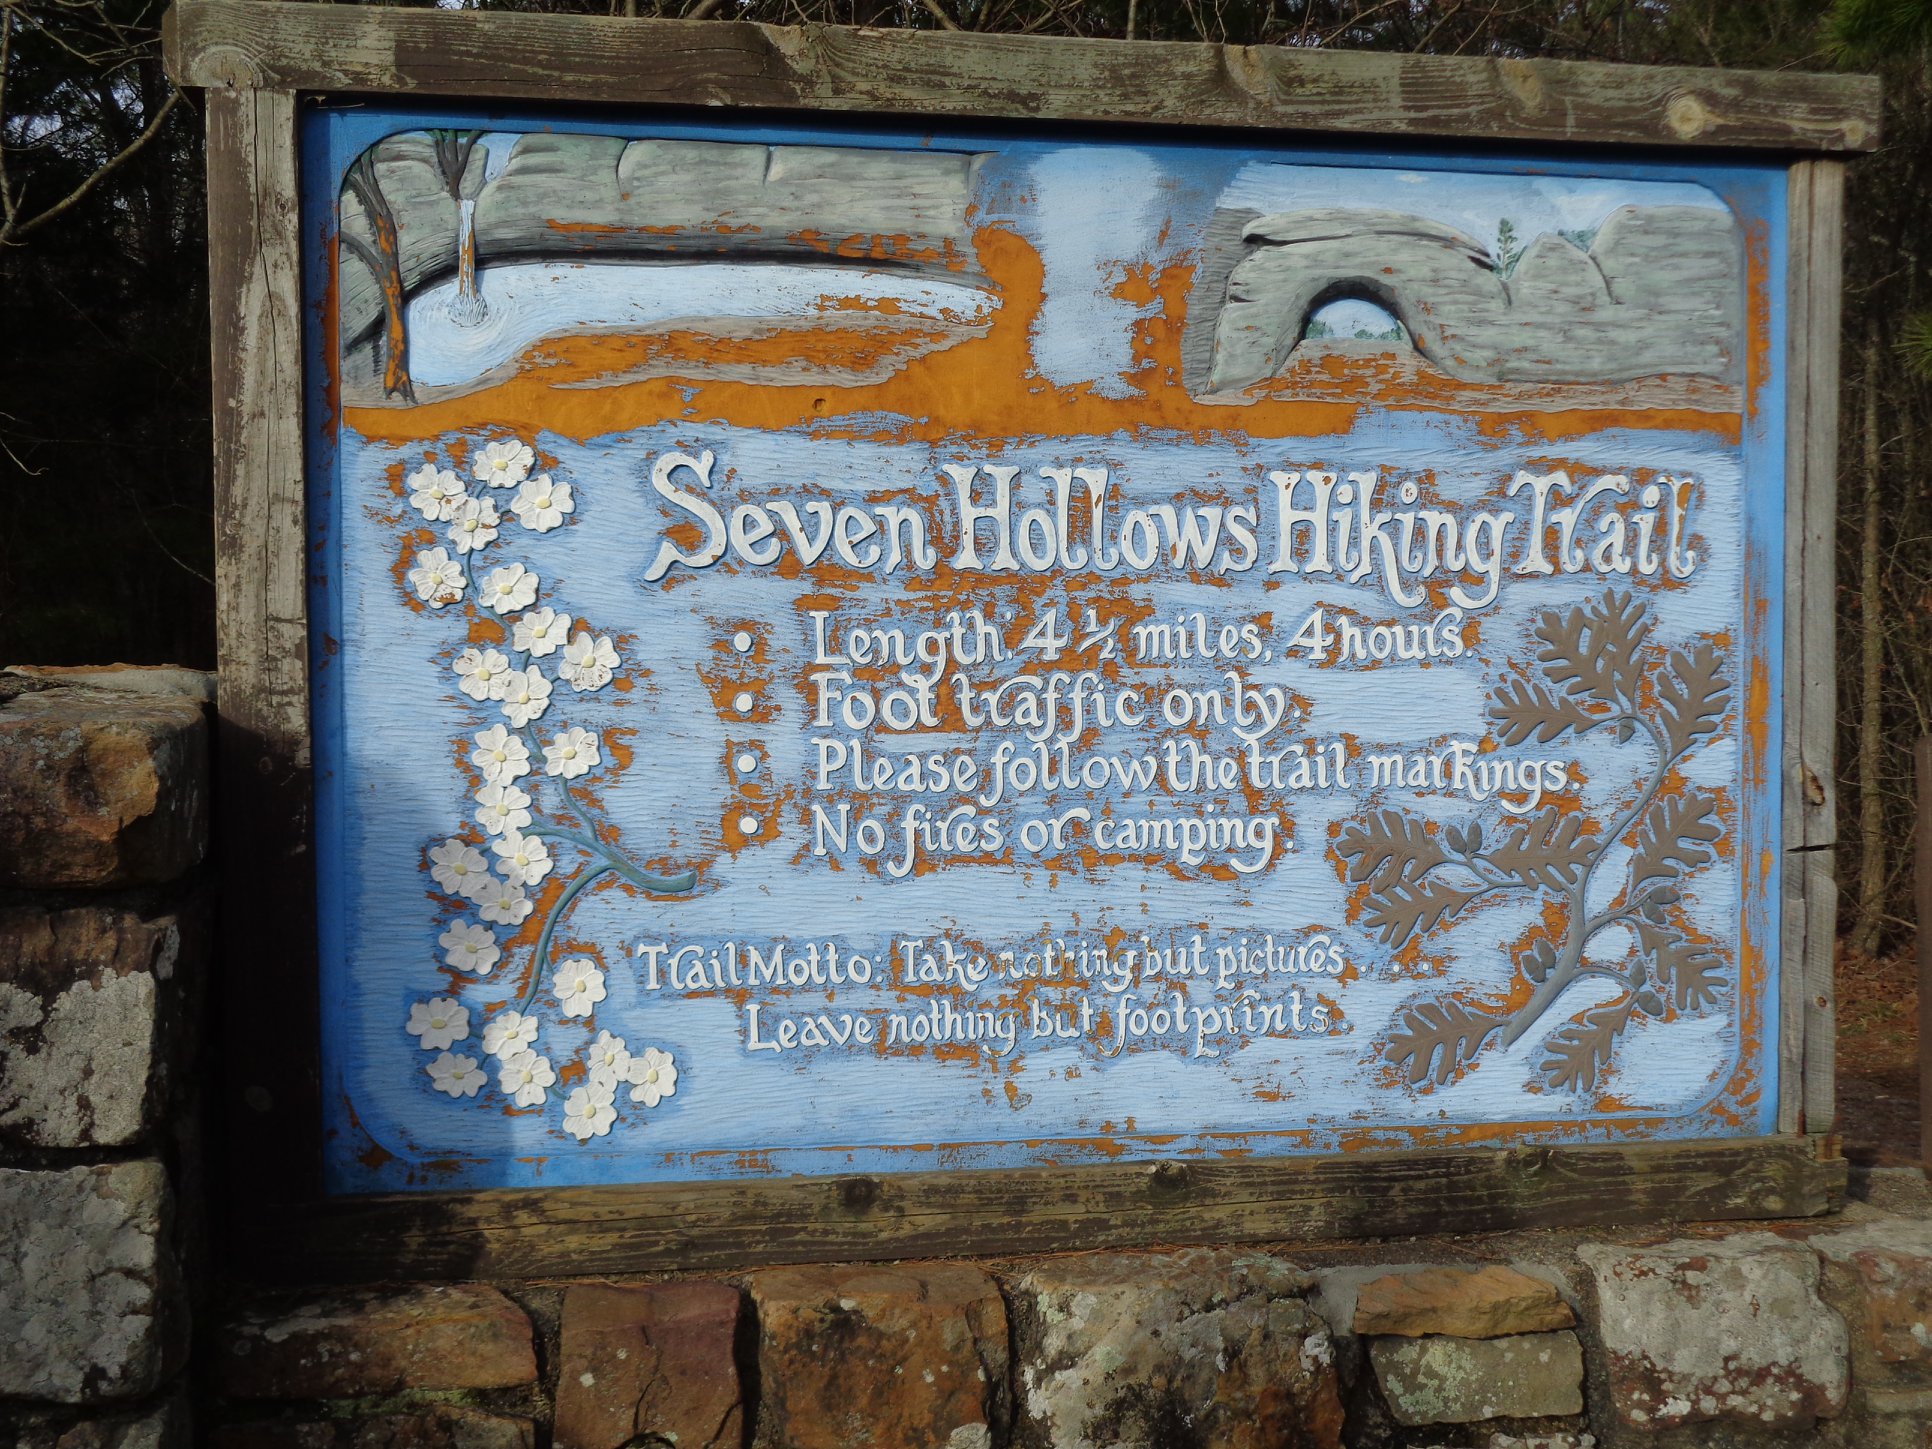 Seven Hollows Hiking Trail
• Length: 4 ½ miles, 4 hours.
• Foot traffic only.
• Please follow the trail markings.
• No fires or camping.
Trail Motto: Take nothing but pictures . . .
Leave nothing but footprints.